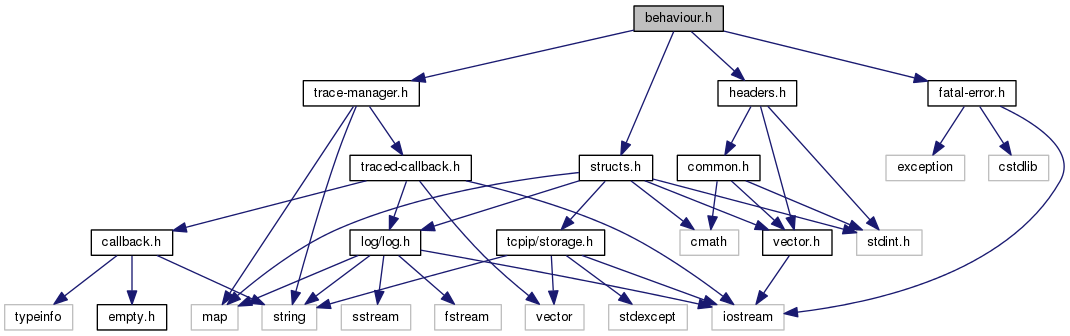 behaviour.h
trace-manager.h
headers.h
fatal-error.h
traced-callback.h
structs.h
common.h
exception
cstdlib
callback.h
log/log.h
tcpip/storage.h
cmath
vector.h
stdint.h
typeinfo
empty.h
map
string
sstream
fstream
vector
stdexcept
iostream